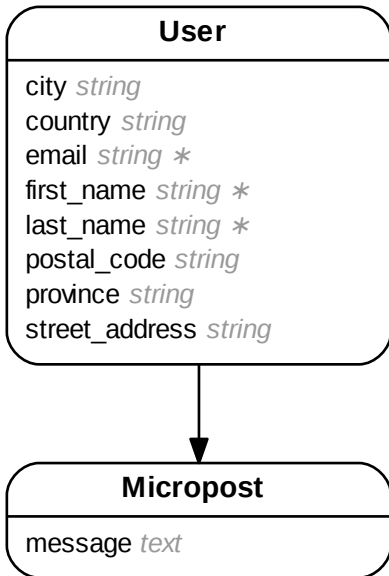 User
city string
country string
email string ∗
first_name string ∗
last_name string ∗
postal_code string
province string
street_address string
Micropost
message text